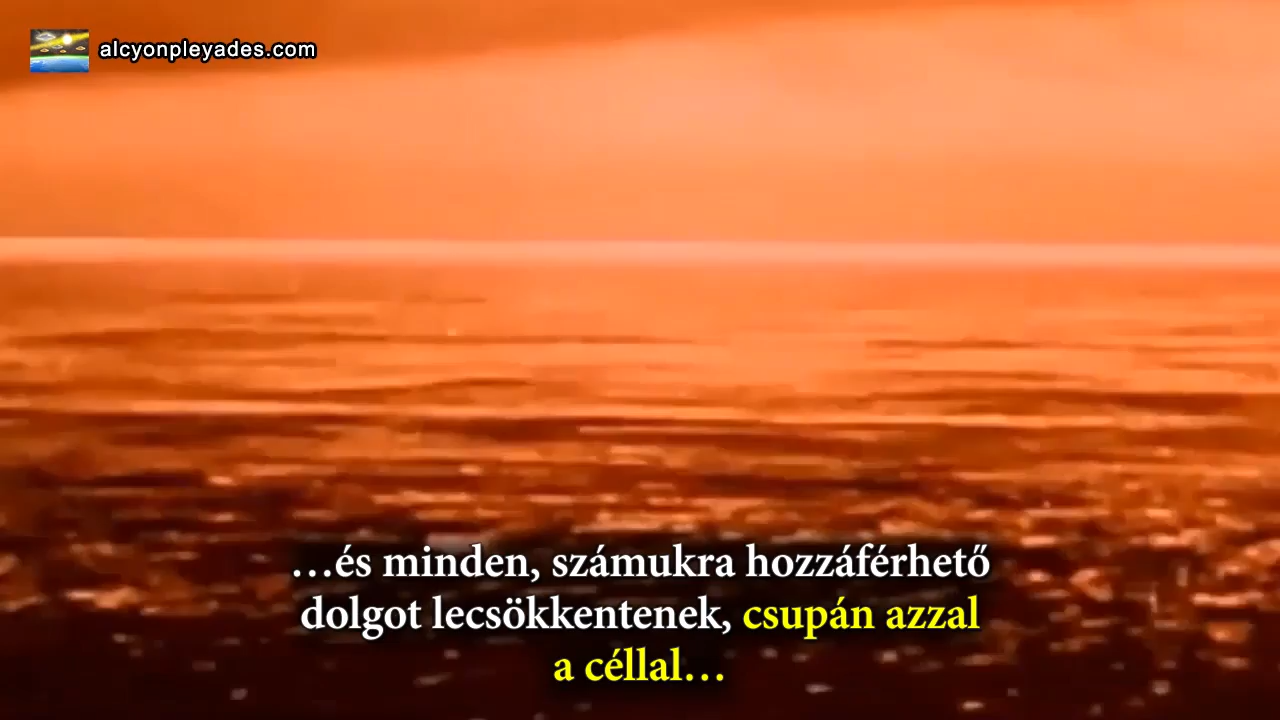 alcyonpleyades.com
…és minden, számukra hozzáférhető
dolgot lecsökkentenek, csupán azzal
a céllal…